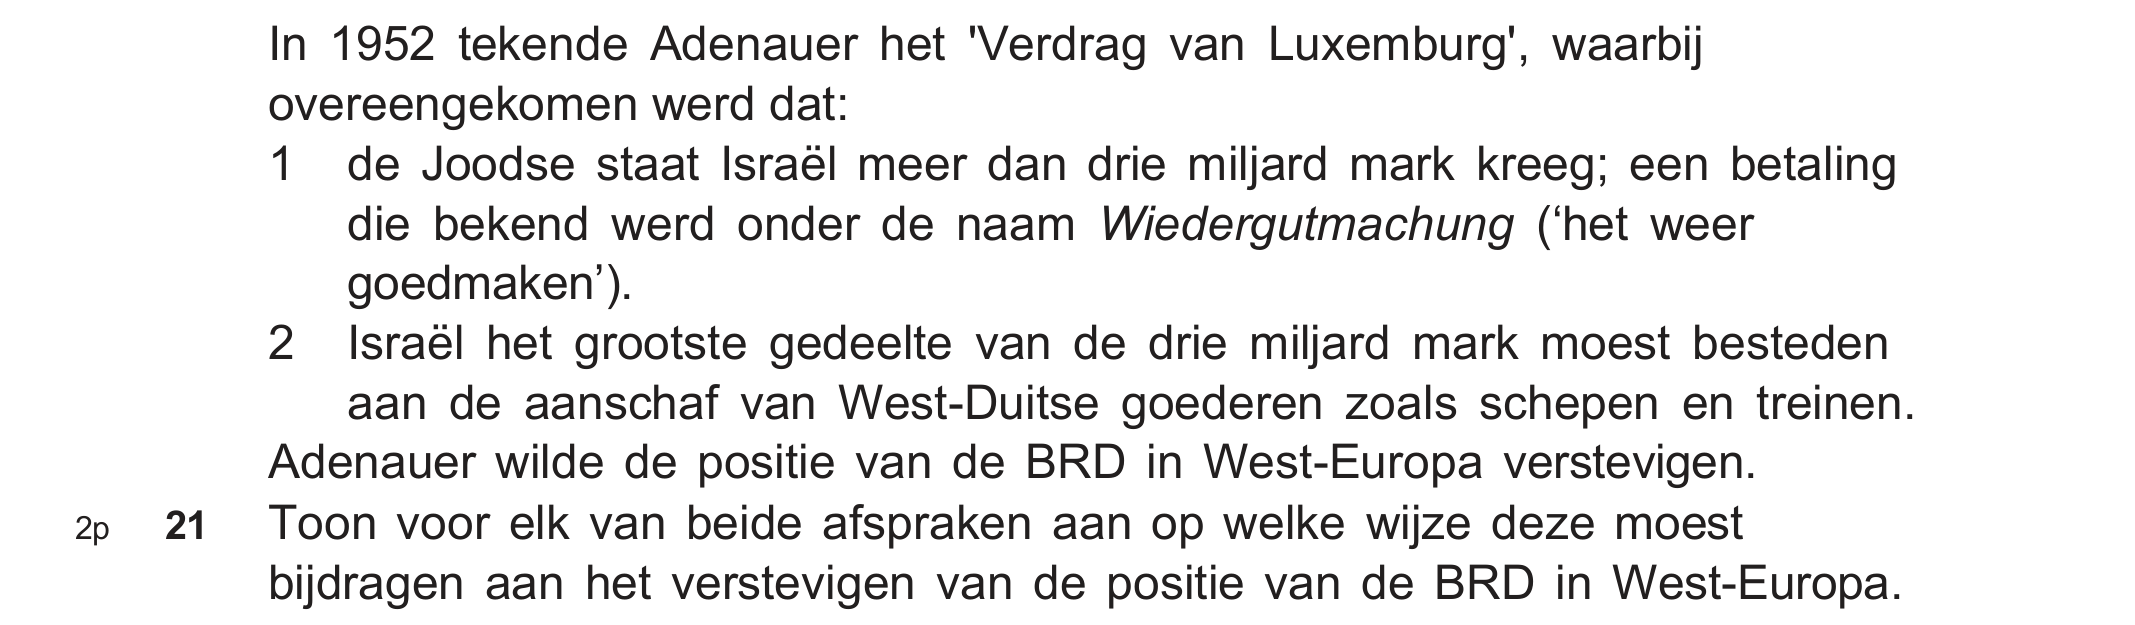 In 1952 tekende Adenauer het 'Verdrag van Luxemburg', waarbij
overeengekomen werd dat:
1 de Joodse staat Israël meer dan drie miljard mark kreeg; een betaling
die bekend werd onder de naam Wiedergutmachung (‘het weer
goedmaken’).
2 Israël het grootste gedeelte van de drie miljard mark moest besteden
aan de aanschaf van West-Duitse goederen zoals schepen en treinen.
Adenauer wilde de positie van de BRD in West-Europa verstevigen.
2p 21 Toon voor elk van beide afspraken aan op welke wijze deze moest
bijdragen aan het verstevigen van de positie van de BRD in West-Europa.